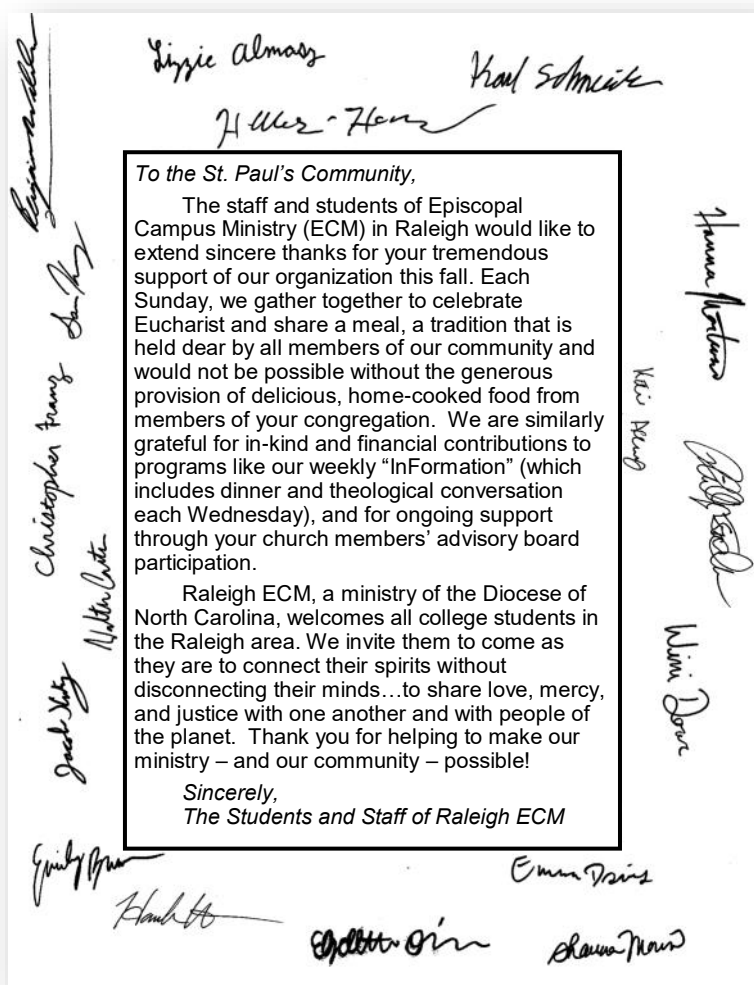 Lizzie Almasy
Karl
To the St. Paul's Community,
The staff and students of Episcopal
Campus Ministry (ECM) in Raleigh would like to
extend sincere thanks for your tremendous
support of our organization this fall. Each
Sunday, we gather together to celebrate
Eucharist and share a meal, a tradition that is
held dear by all members of our community and
would not be possible without the generous
provision of delicious, home-cooked food from
members of your congregation.  We are similarly
grateful for in-kind and financial contributions to
programs like our weekly “InFormation” (which
includes dinner and theological conversation
each Wednesday), and for ongoing support
through your church members’ advisory board
participation.
Raleigh ECM, a ministry of the Diocese of
North Carolina, welcomes all college students in
the Raleigh area. We invite them to come as
they are to connect their spirits without
disconnecting their minds…to share love, mercy,
and justice with one another and with people of
the planet.  Thank you for helping to make our
ministry – and our community – possible!
Sincerely,
The Students and Staff of Raleigh ECM
Christopher Franz
Walter
Jacob
Hanna
Kai
Emily
Emma Davis
Shauna